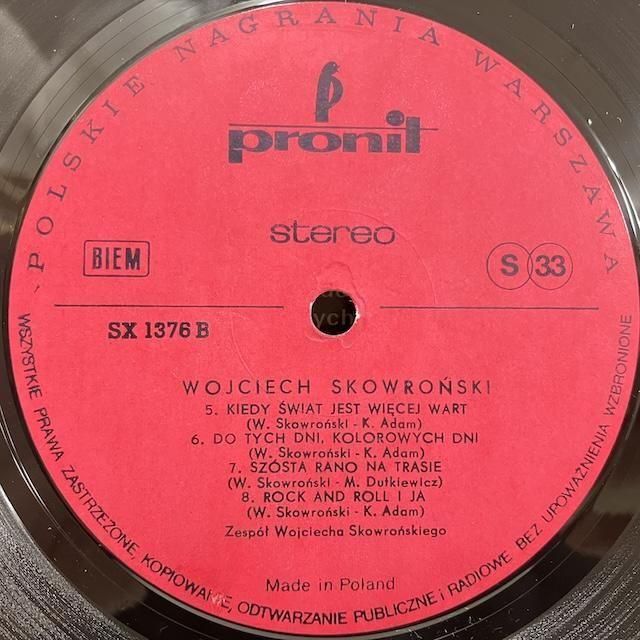 POLSKIE NAGRANIA WARSZAWA
pronit
stereo
BIEM
S 33
SX 1376 B
WOJCIECH SKOWROŃSKI
5. KIEDY ŚWIAT JEST WIĘCEJ WART
(W. Skowroński - K. Adam)
6. DO TYCH DNI, KOLOROWYCH DNI
(W. Skowroński - K. Adam)
7. SZÓSTA RANO NA TRASIE
(W. Skowroński - M. Dutkiewicz)
8. ROCK AND ROLL I JA
(W. Skowroński - K. Adam)
Zespół Wojciecha Skowrońskiego
Made in Poland
WSZYSTKIE PRAWA ZASTRZEŻONE, KOPIOWANIE, ODTWARZANIE PUBLICZNE i RADIOWE BEZ UPOWAŻNIENIA WZBRONIONE